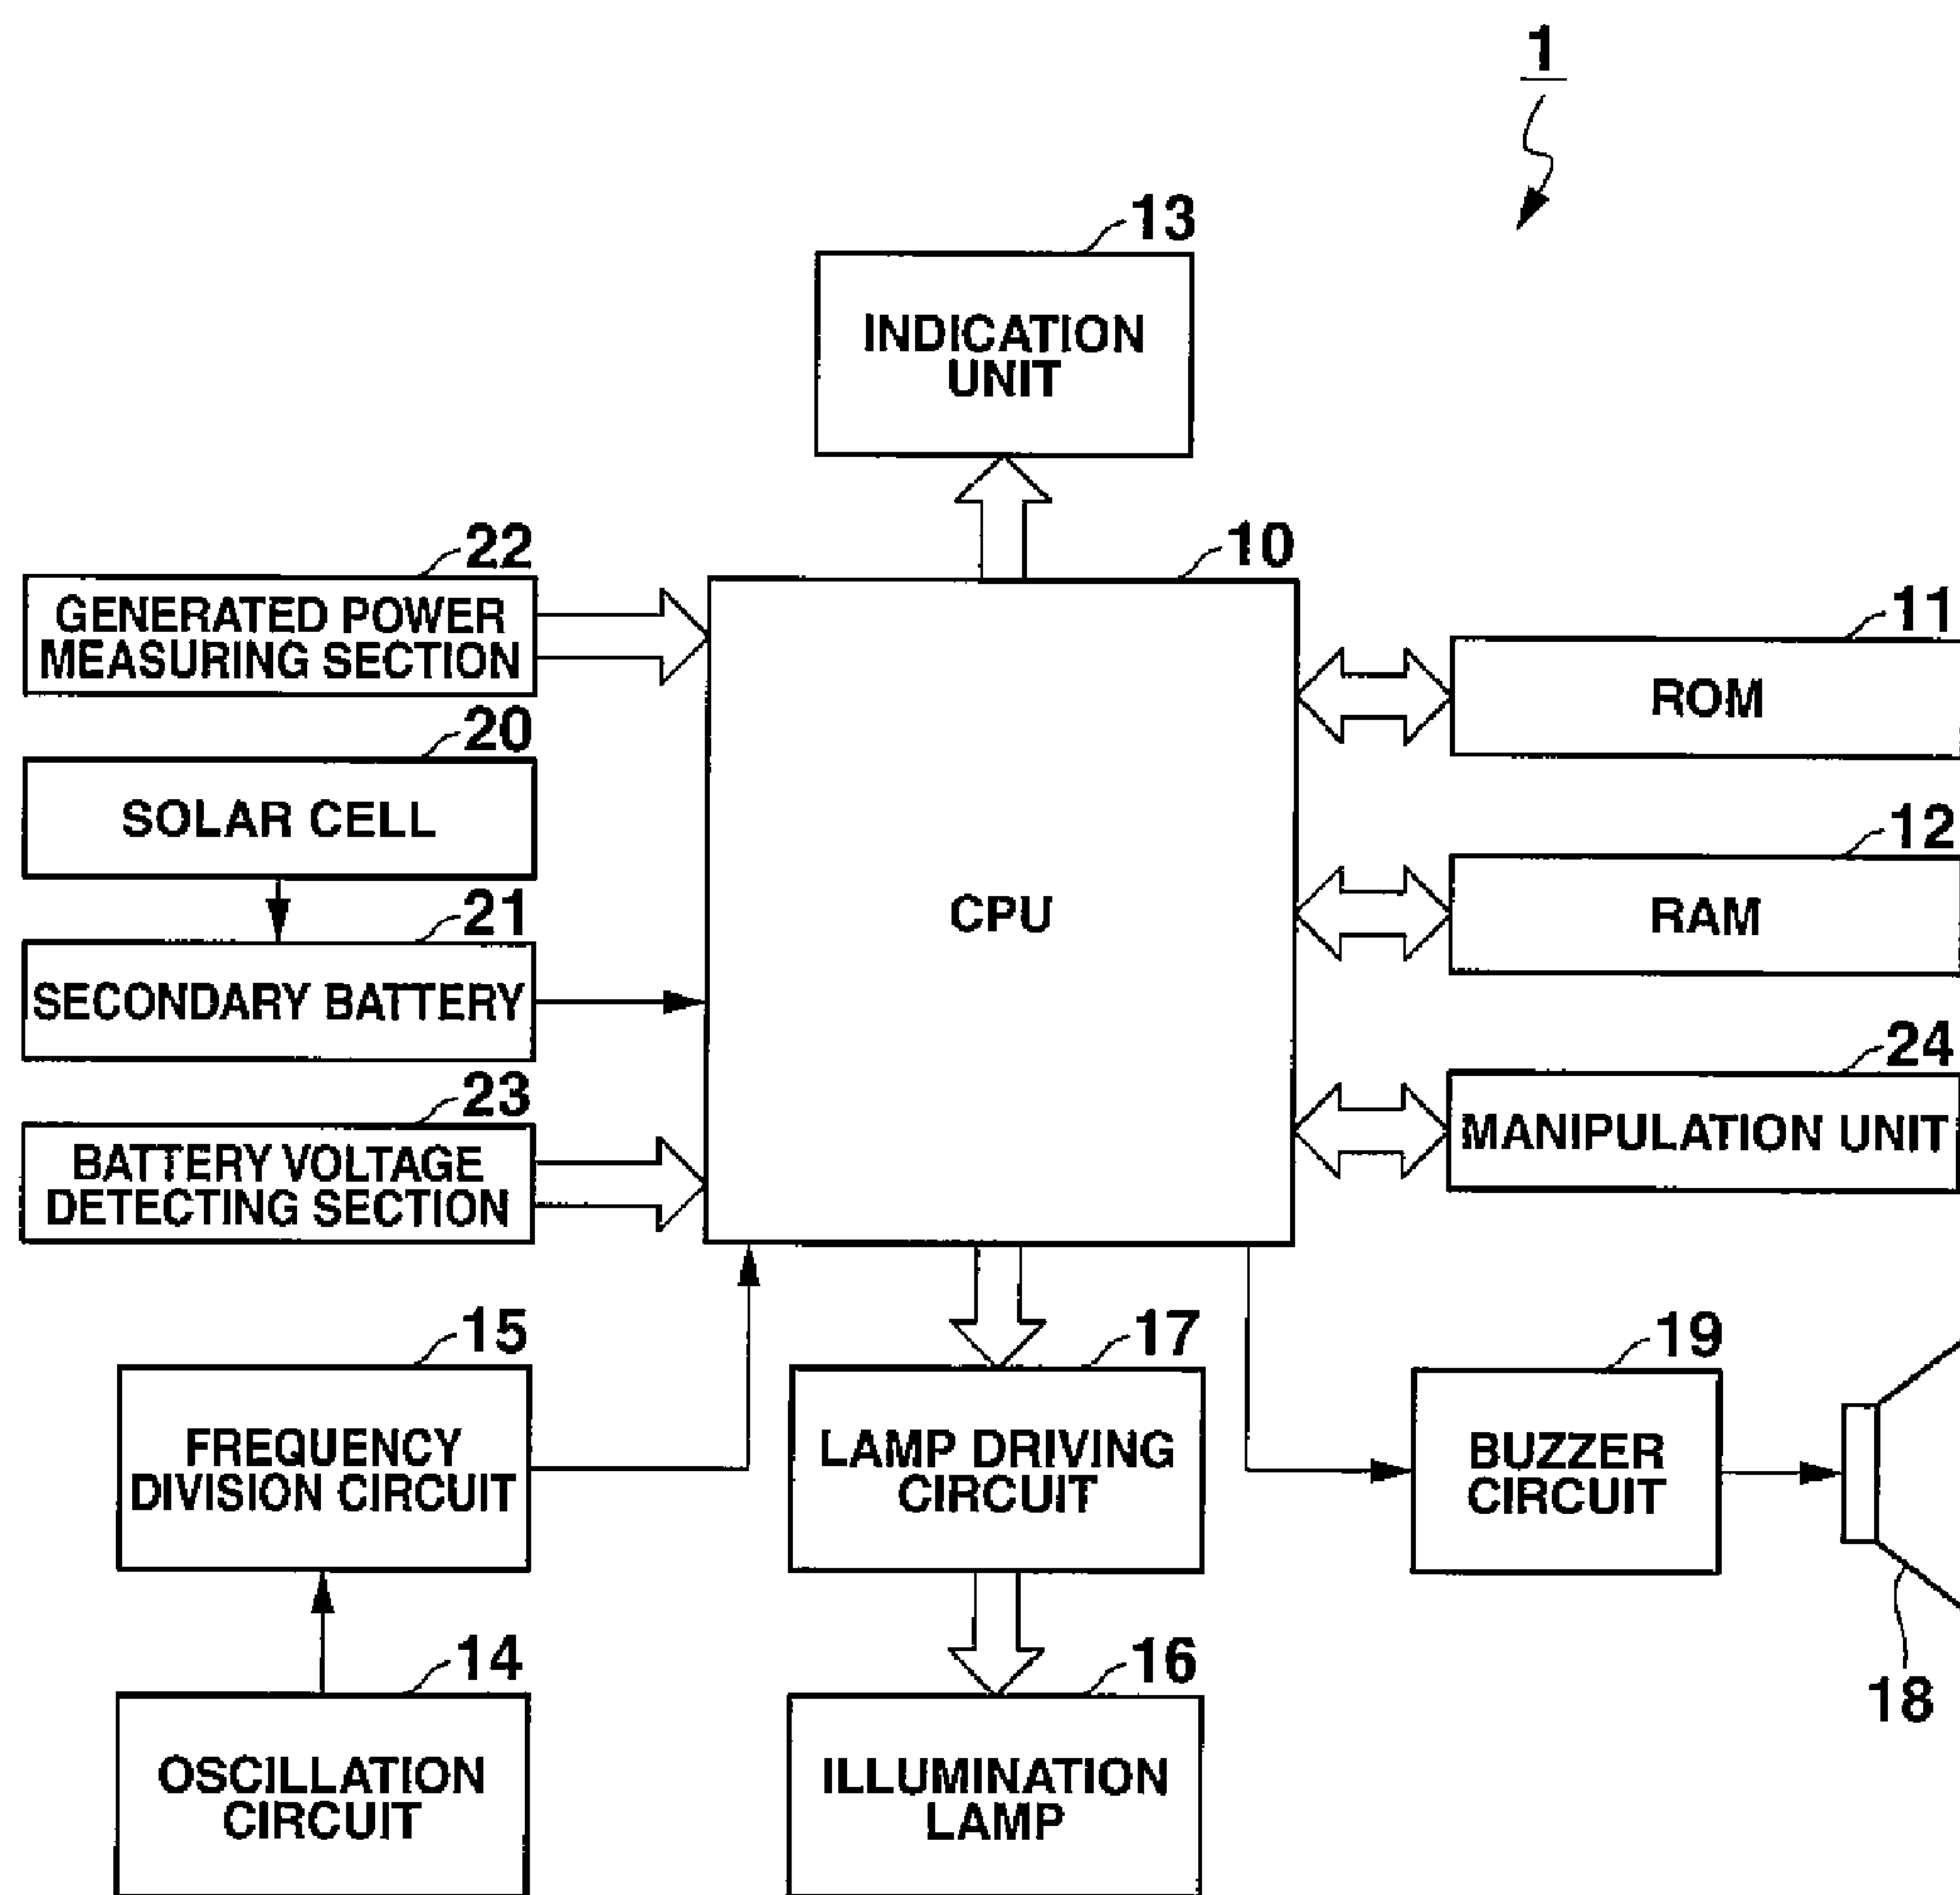 1
13
INDICATION
UNIT
22
10
GENERATED POWER
MEASURING SECTION
11
ROM
20
SOLAR CELL
12
21
CPU
RAM
SECONDARY BATTERY
24
23
MANIPULATION UNIT
BATTERY VOLTAGE
DETECTING SECTION
15
17
19
FREQUENCY
DIVISION CIRCUIT
LAMP DRIVING
CIRCUIT
BUZZER
CIRCUIT
14
16
18
OSCILLATION
CIRCUIT
ILLUMINATION
LAMP